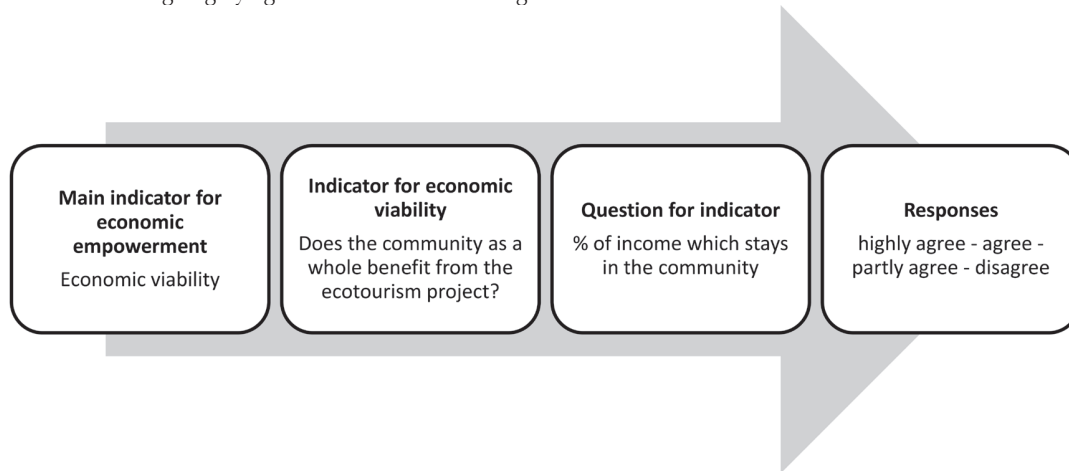 Main indicator for
economic
empowerment
Economic viability
Indicator for economic
viability
Does the community as a
whole benefit from the
ecotourism project?
Question for indicator
% of income which stays
in the community
Responses
highly agree - agree -
partly agree - disagree